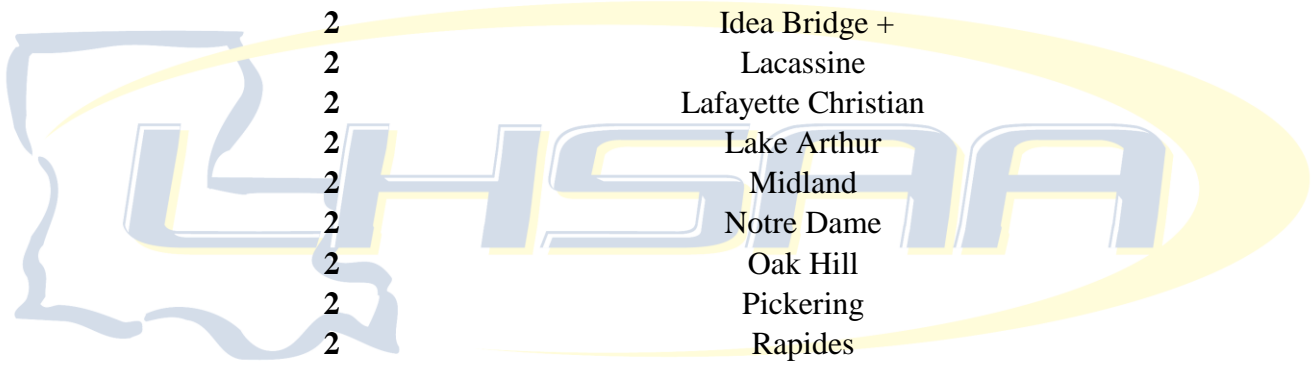 2 Idea Bridge +
2 Lacassine
2 Lafayette Christian
2 Lake Arthur
2 Midland
2 Notre Dame
2 Oak Hill
2 Pickering
2 Rapides
LHSAA